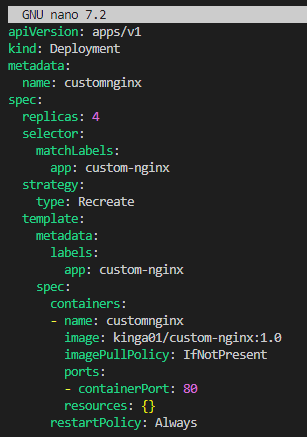 GNU nano 7.2
apiVersion: apps/v1
kind: Deployment
metadata:
  name: customnginx
spec:
  replicas: 4
  selector:
    matchLabels:
      app: custom-nginx
  strategy:
    type: Recreate
  template:
    metadata:
      labels:
        app: custom-nginx
    spec:
      containers:
      - name: customnginx
        image: kinga01/custom-nginx:1.0
        imagePullPolicy: IfNotPresent
        ports:
        - containerPort: 80
        resources: {}
      restartPolicy: Always